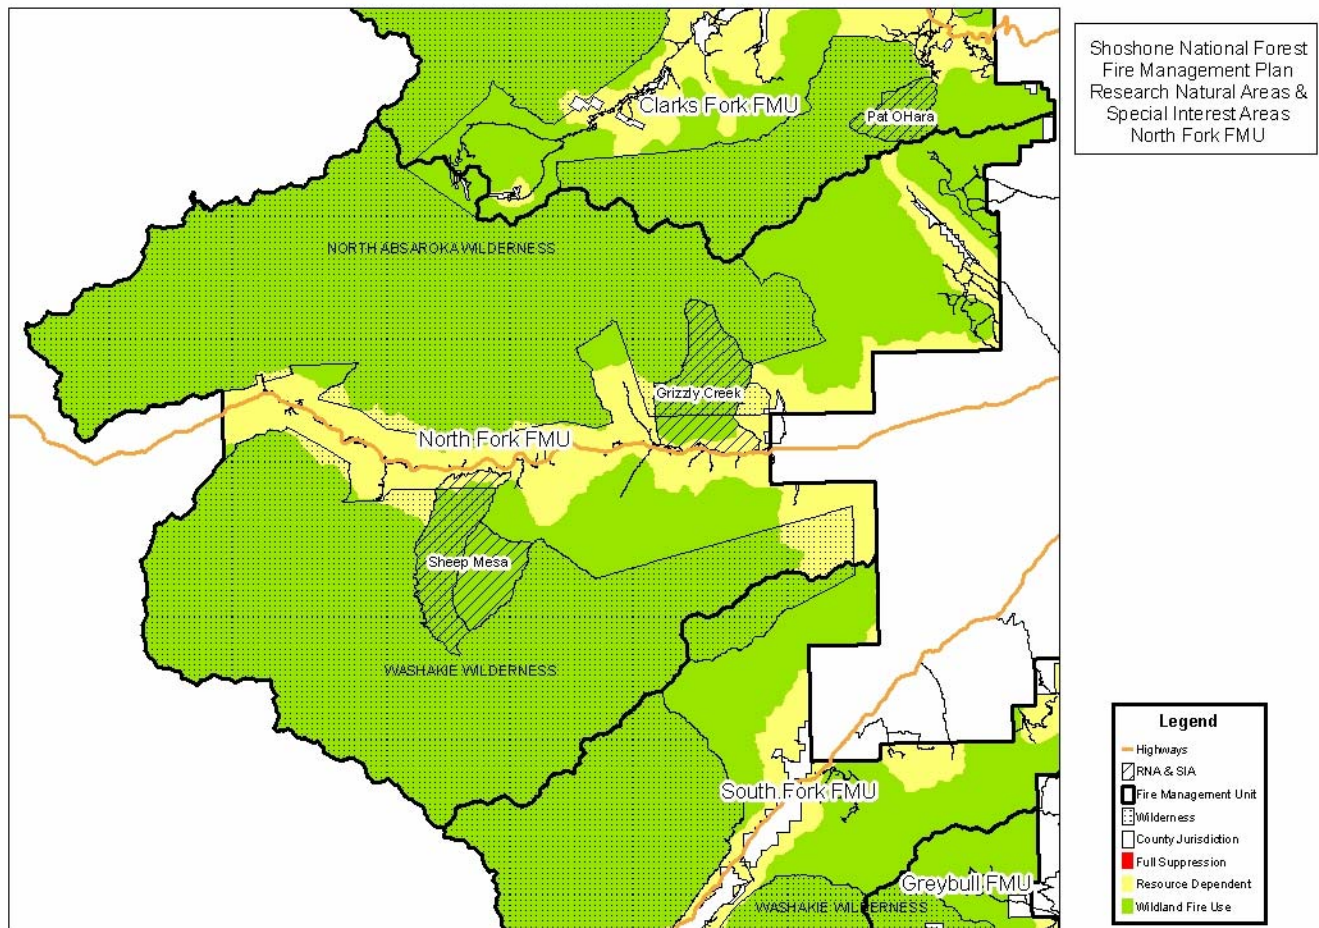 Shoshone National Forest
Fire Management Plan
Research Natural Areas &
Special Interest Areas
North Fork FMU
Clarks Fork FMU
Pat OHara
NORTH ABSAROKA WILDERNESS
Grizzly Creek
North Fork FMU
Sheep Mesa
WASHAKIE WILDERNESS
South Fork FMU
Greybull FMU
WASHAKIE WILDERNESS
Legend
Highways
RNA & SIA
Fire Management Unit
Wilderness
County Jurisdiction
Full Suppression
Resource Dependent
Wildland Fire Use